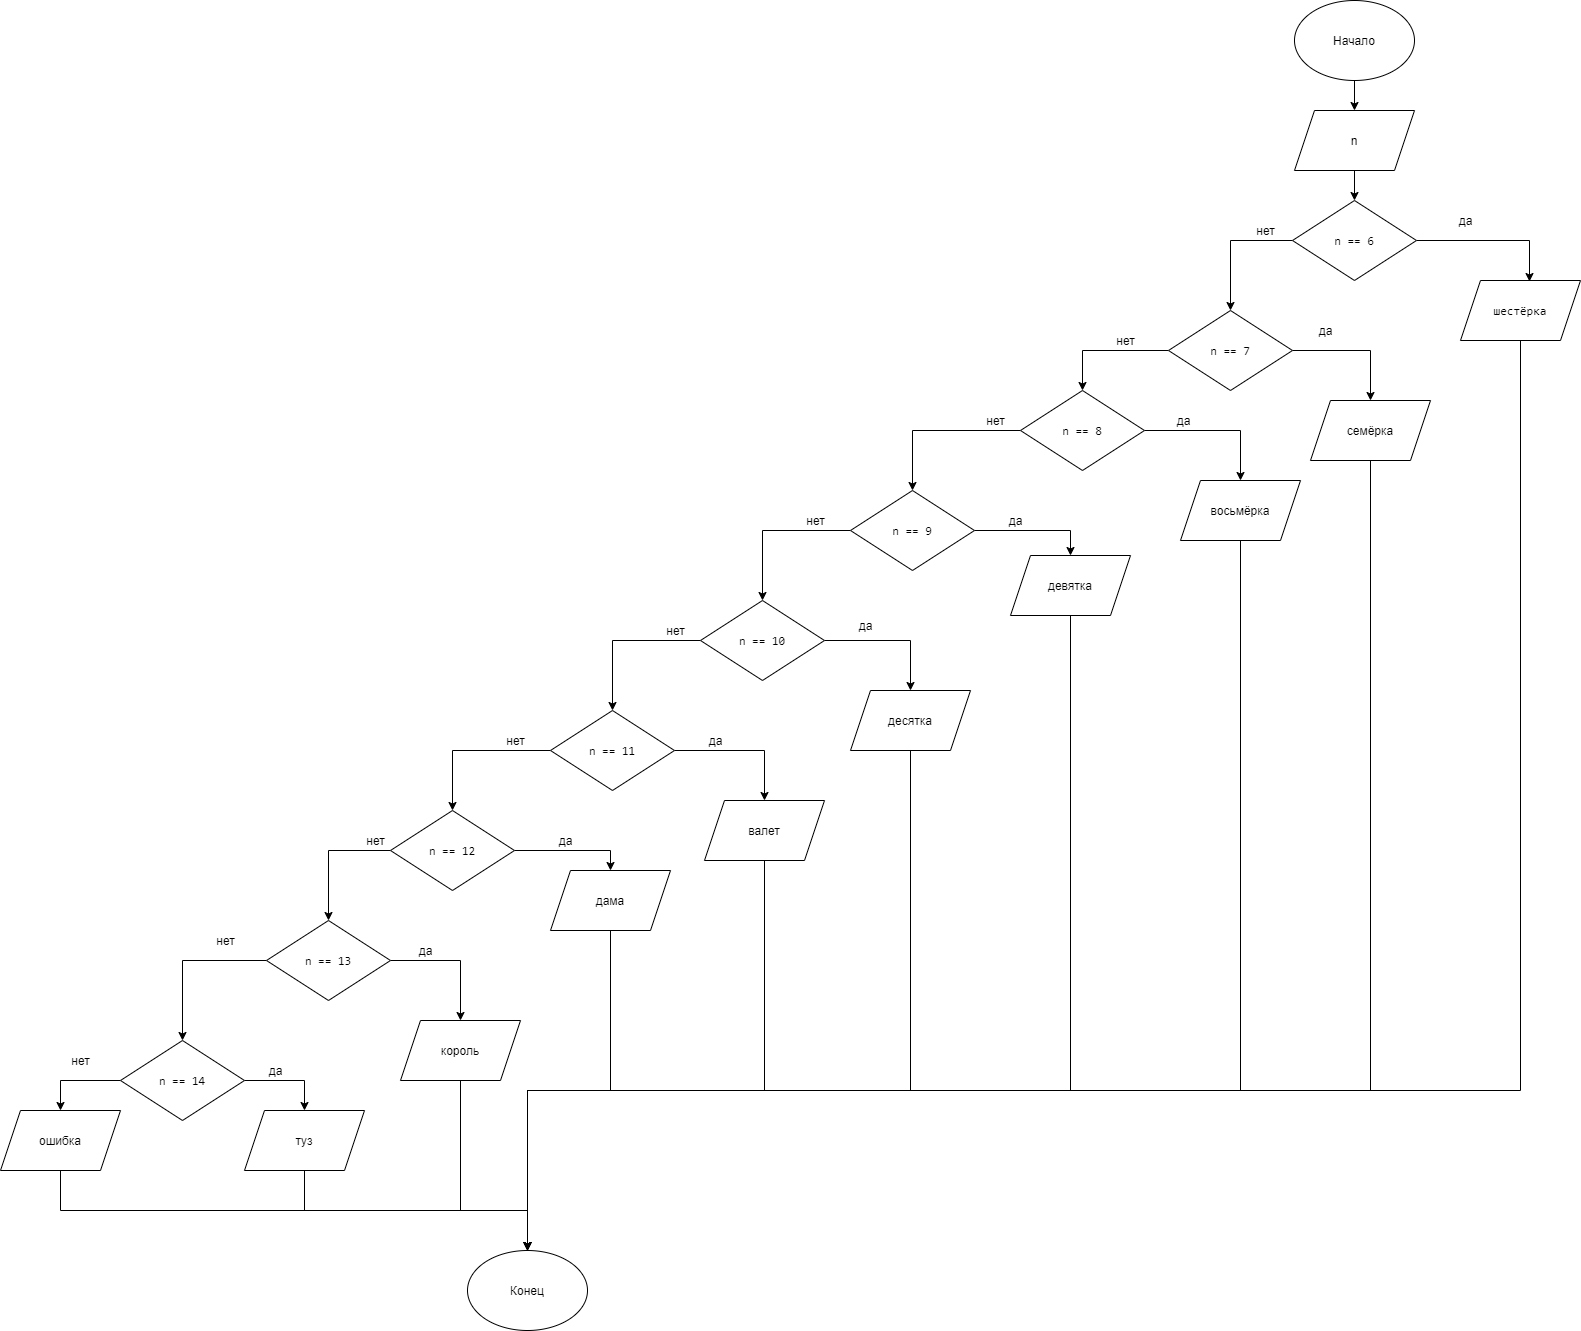 Начало
n
n == 6
нет
да
шестёрка
n == 7
нет
да
семёрка
n == 8
нет
да
восьмёрка
n == 9
нет
да
девятка
n == 10
нет
да
десятка
n == 11
нет
да
валет
n == 12
нет
да
дама
n == 13
нет
да
король
n == 14
нет
да
ошибка
туз
Конец